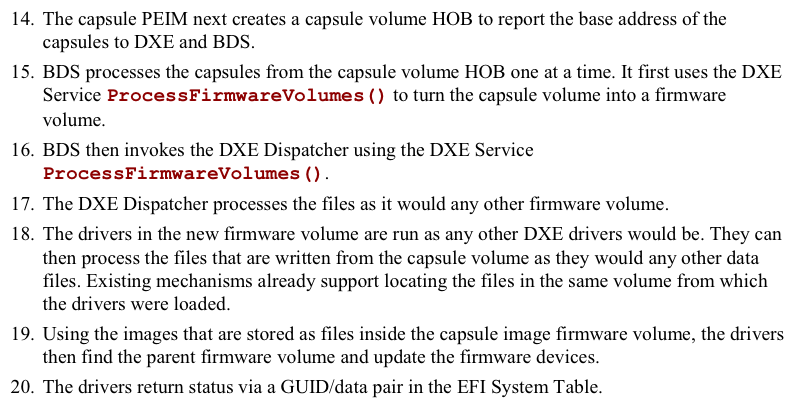 14. The capsule PEIM next creates a capsule volume HOB to report the base address of the
capsules to DXE and BDS.
15. BDS processes the capsules from the capsule volume HOB one at a time. It first uses the DXE
Service ProcessFirmwareVolumes() to turn the capsule volume into a firmware
volume.
16. BDS then invokes the DXE Dispatcher using the DXE Service
ProcessFirmwareVolumes().
17. The DXE Dispatcher processes the files as it would any other firmware volume.
18. The drivers in the new firmware volume are run as any other DXE drivers would be. They can
then process the files that are written from the capsule volume as they would any other data
files. Existing mechanisms already support locating the files in the same volume from which
the drivers were loaded.
19. Using the images that are stored as files inside the capsule image firmware volume, the drivers
then find the parent firmware volume and update the firmware devices.
20. The drivers return status via a GUID/data pair in the EFI System Table.